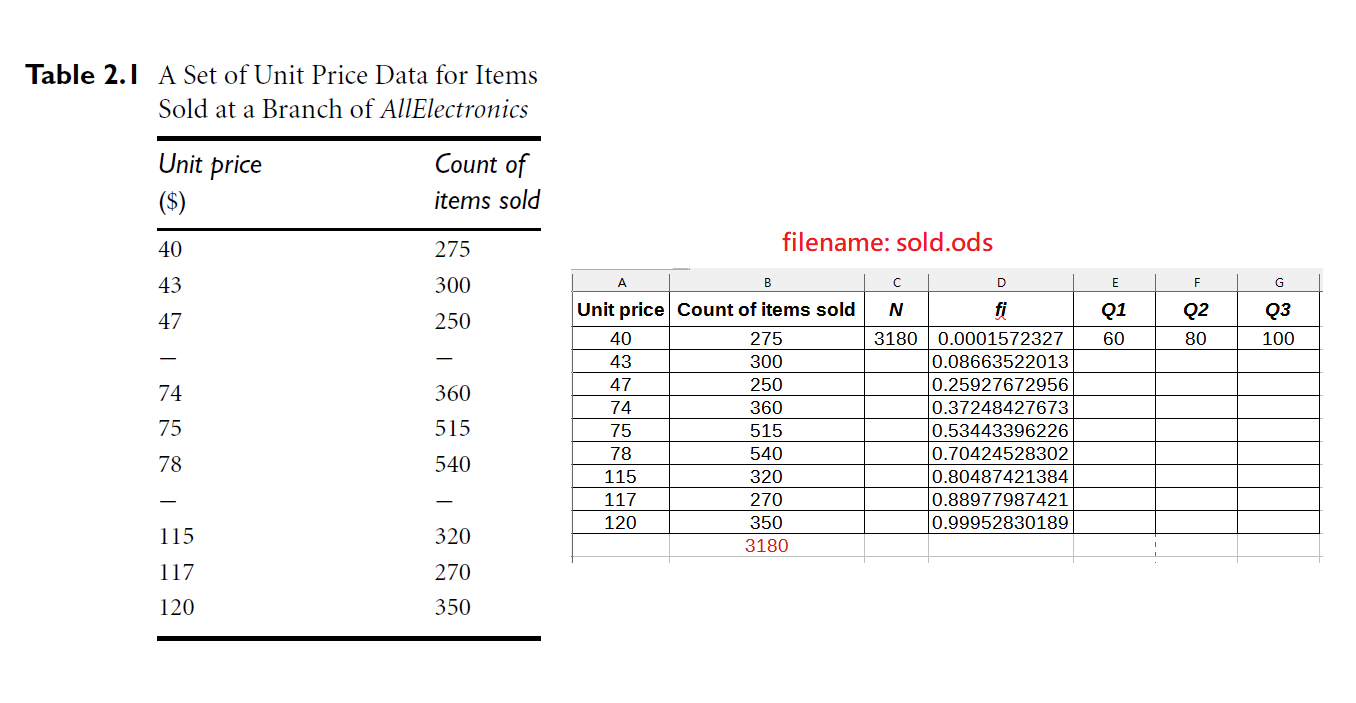 Table 2.1 A Set of Unit Price Data for Items
Sold at a Branch of AllElectronics
Unit price Count of
($) items sold
40 275
43 300
47 250
— —
74 360
75 515
78 540
— —
115 320
117 270
120 350
filename: sold.ods
A B C D E F G
Unit price Count of items sold N fi Q1 Q2 Q3
40 275 3180 0.0001572327 60 80 100
43 300 0.08663522013
47 250 0.25927672956
74 360 0.37248427673
75 515 0.53443396226
78 540 0.70424528302
115 320 0.80487421384
117 270 0.88977987421
120 350 0.99952830189
3180